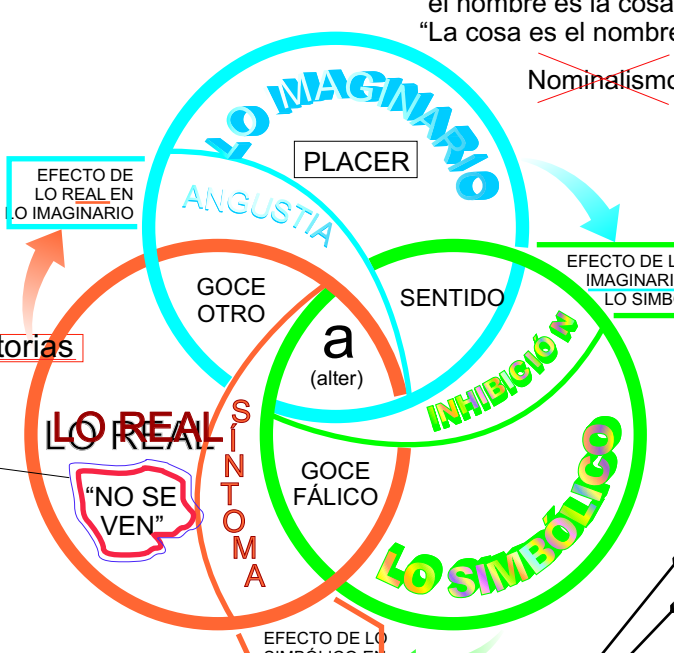 el nombre es la cosa
“La cosa es el nombre
Nominalismo
LO IMAGINARIO
PLACER
EFECTO DE
LO REAL EN
LO IMAGINARIO
ANGUSTIA
EFECTO DE L
IMAGINARI
LO SIMB
GOCE
OTRO
SENTIDO
a
(alter)
torias
INHIBICIÓN
LO REAL
SÍNTOMA
“NO SE
VEN”
GOCE
FÁLICO
LO SIMBÓLICO
EFECTO DE LO
SIMBÓLICO EN